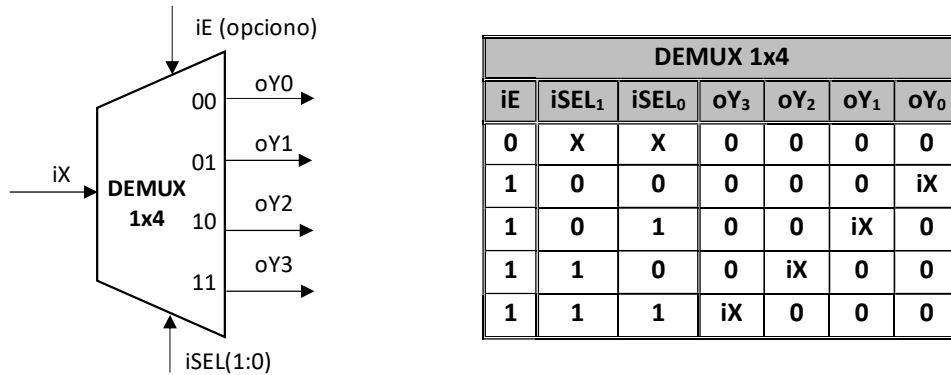 iE (opciono)
oY0
00
oY1
01
iX
DEMUX
1x4
oY2
10
oY3
11
iSEL(1:0)
DEMUX 1x4
iE iSEL₁ iSEL₀ oY₃ oY₂ oY₁ oY₀
0 X X 0 0 0 0
1 0 0 0 0 0 iX
1 0 1 0 0 iX 0
1 1 0 0 iX 0 0
1 1 1 iX 0 0 0